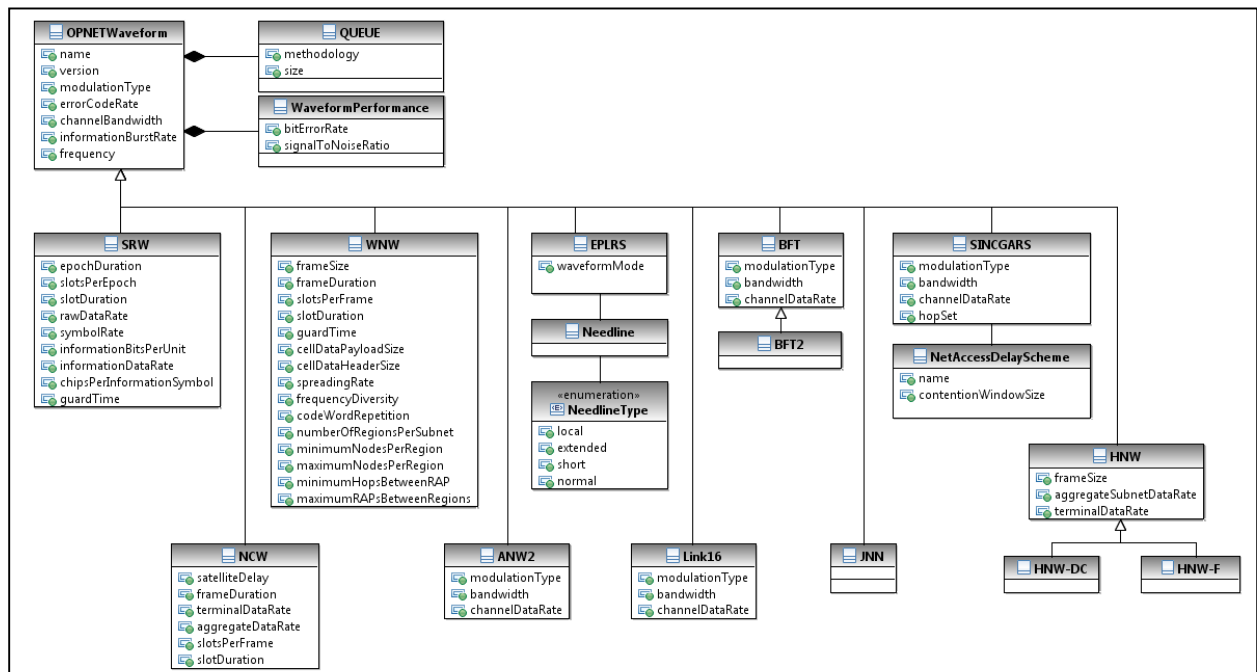 OPNETWaveform
name
version
modulationType
errorCodeRate
channelBandwidth
informationBurstRate
frequency
QUEUE
methodology
size
WaveformPerformance
bitErrorRate
signalToNoiseRatio
SRW
epochDuration
slotsPerEpoch
slotDuration
rawDataRate
symbolRate
informationBitsPerUnit
informationDataRate
chipsPerInformationSymbol
guardTime
WNW
frameSize
frameDuration
slotsPerFrame
slotDuration
guardTime
cellDataPayloadSize
cellDataHeaderSize
spreadingRate
frequencyDiversity
codeWordRepetition
numberOfRegionsPerSubnet
minimumNodesPerRegion
maximumNodesPerRegion
minimumHopsBetweenRAP
maximumRAPsBetweenRegions
EPLRS
waveformMode
Needline
«enumeration»
NeedlineType
local
extended
short
normal
BFT
modulationType
bandwidth
channelDataRate
BFT2
SINCGARS
modulationType
bandwidth
channelDataRate
hopSet
NetAccessDelayScheme
name
contentionWindowSize
HNW
frameSize
aggregateSubnetDataRate
terminalDataRate
HNW-DC
HNW-F
NCW
satelliteDelay
frameDuration
terminalDataRate
aggregateDataRate
slotsPerFrame
slotDuration
ANW2
modulationType
bandwidth
channelDataRate
Link16
modulationType
bandwidth
channelDataRate
JNN